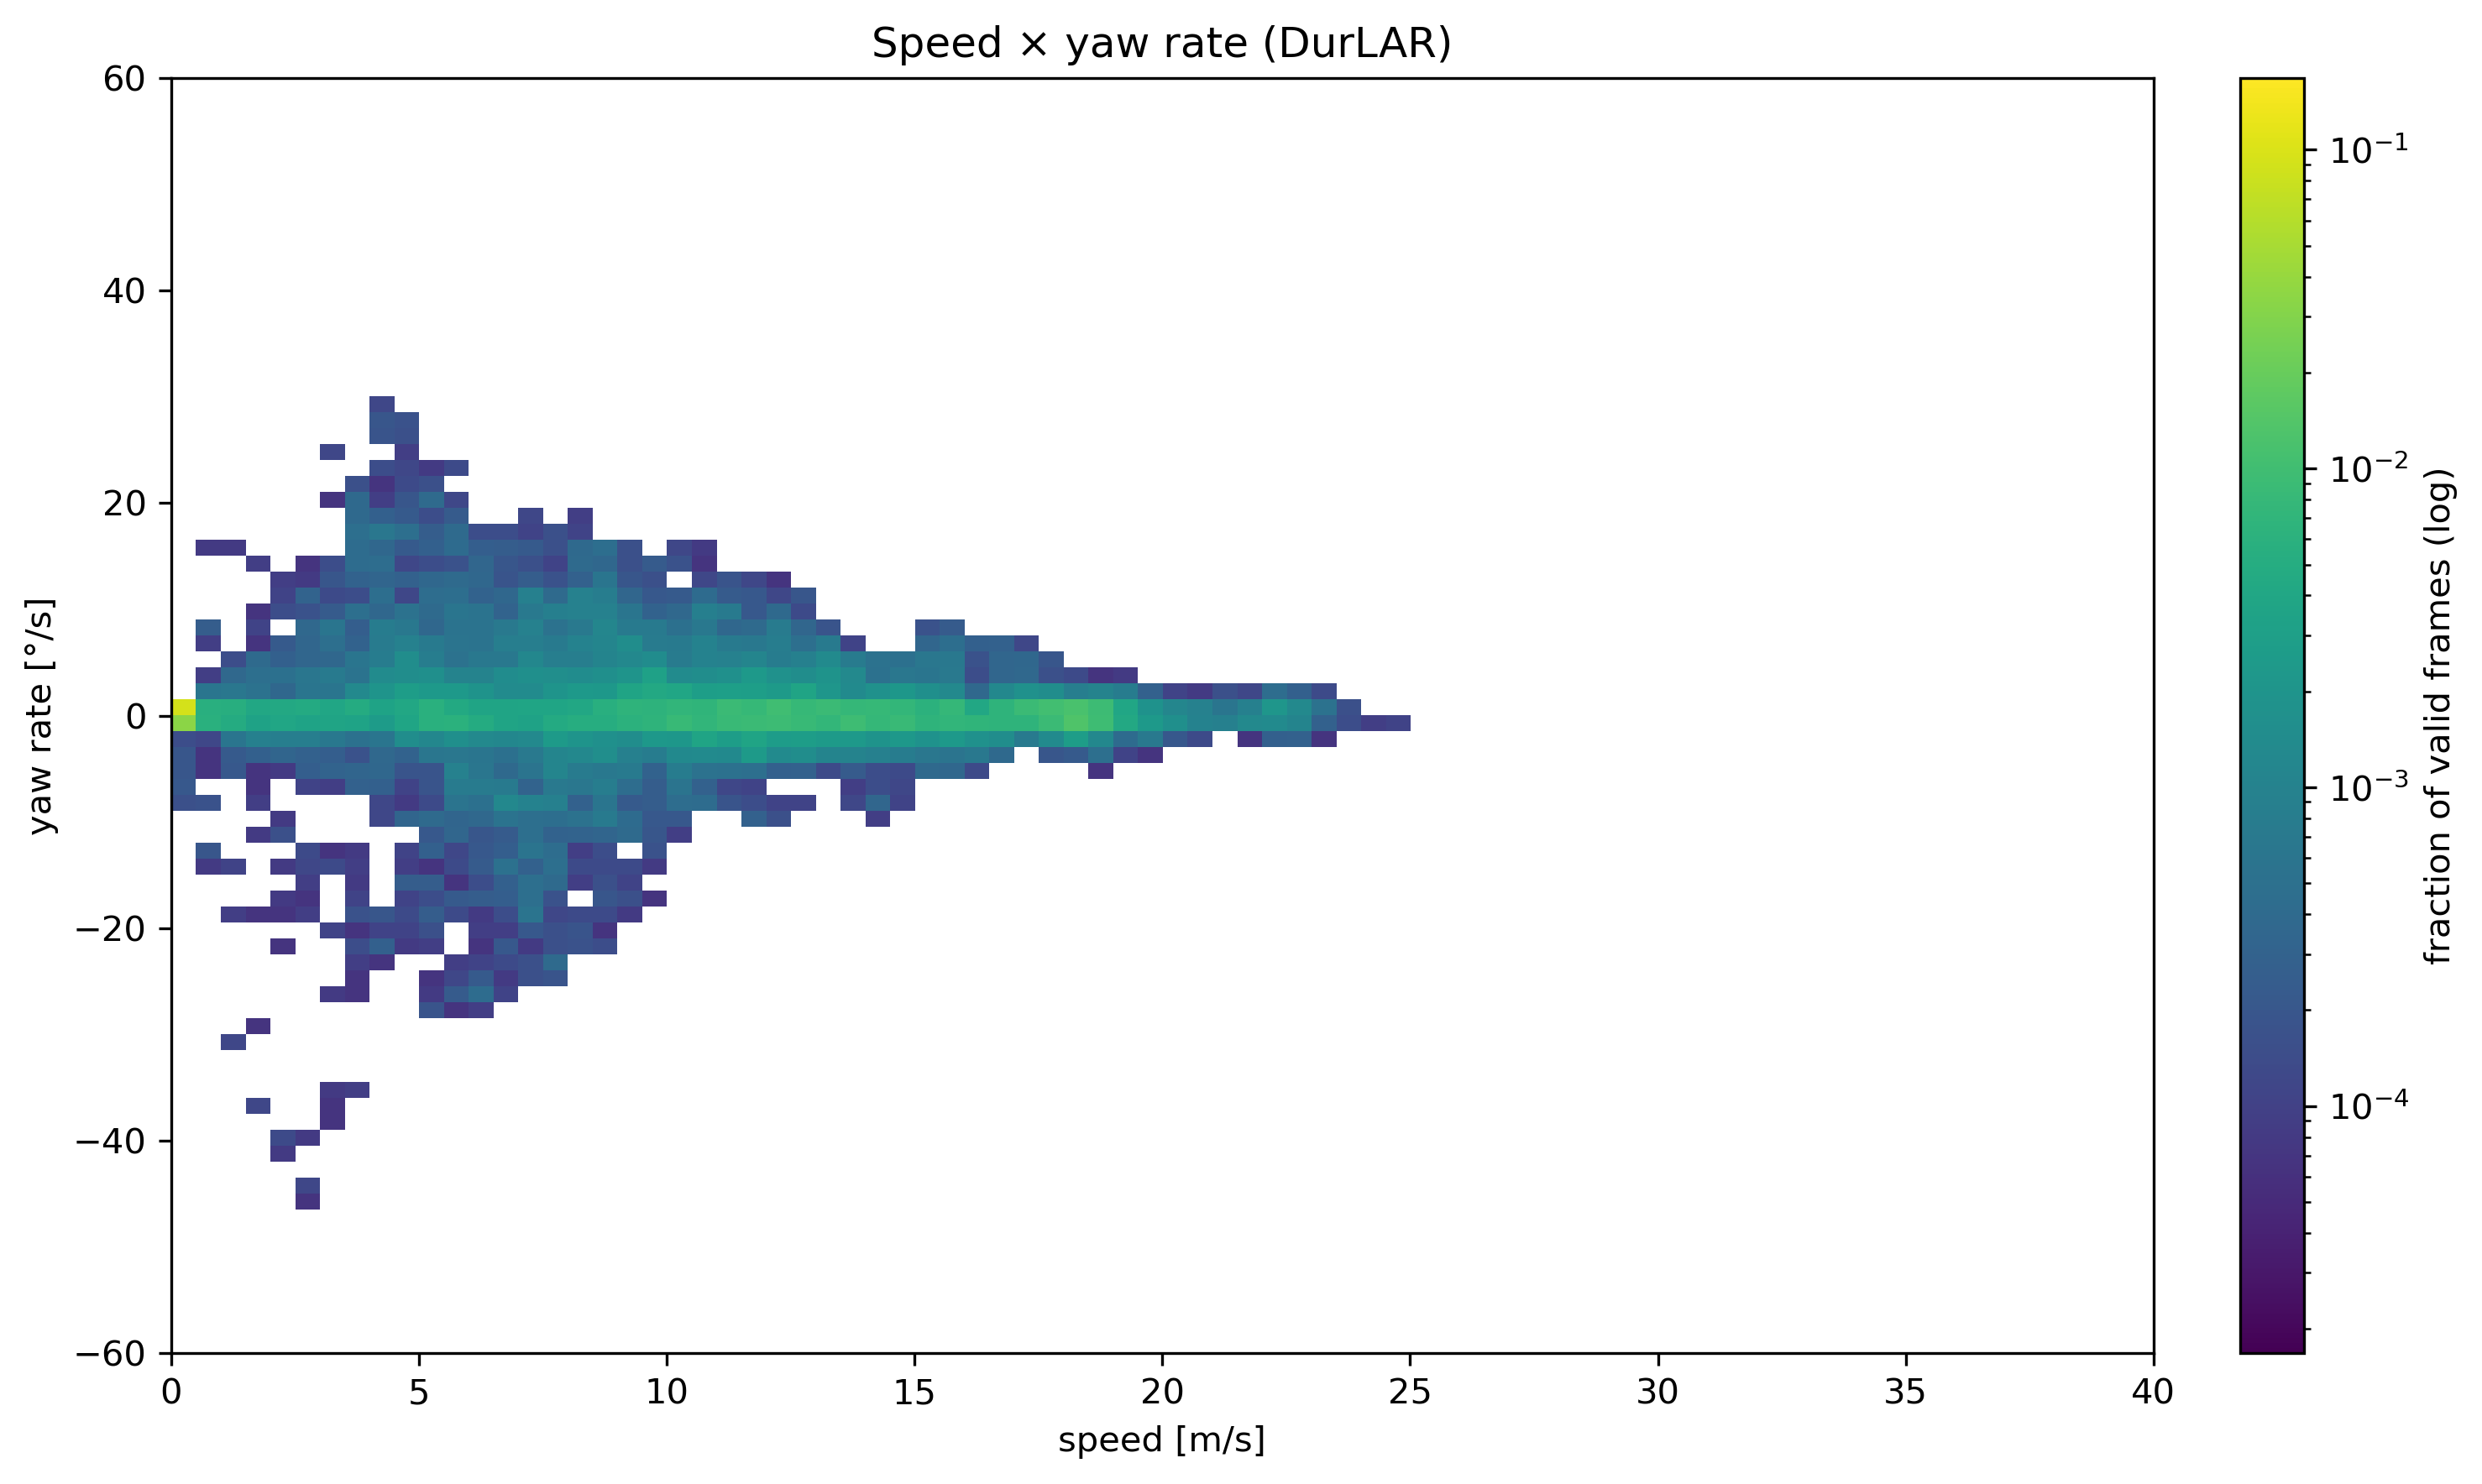 Speed × yaw rate (DurLAR)
60
40
20
0
−20
−40
−60
yaw rate [°/s]
0 5 10 15 20 25 30 35 40
speed [m/s]
10⁻¹
10⁻²
10⁻³
10⁻⁴
fraction of valid frames (log)